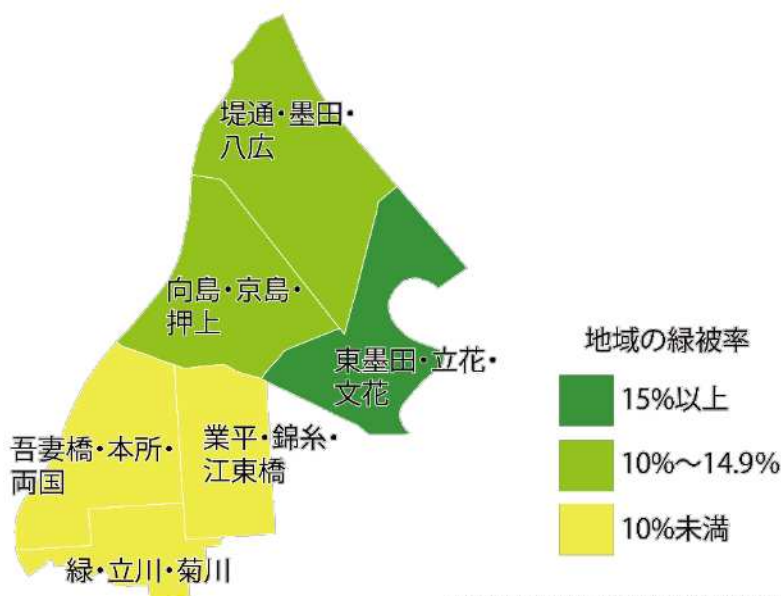 堤通・墨田・
八広
向島・京島・
押上
東墨田・立花・
文花
吾妻橋・本所・
両国
業平・錦糸・
江東橋
緑・立川・菊川
地域の緑被率
15%以上
10%～14.9%
10%未満